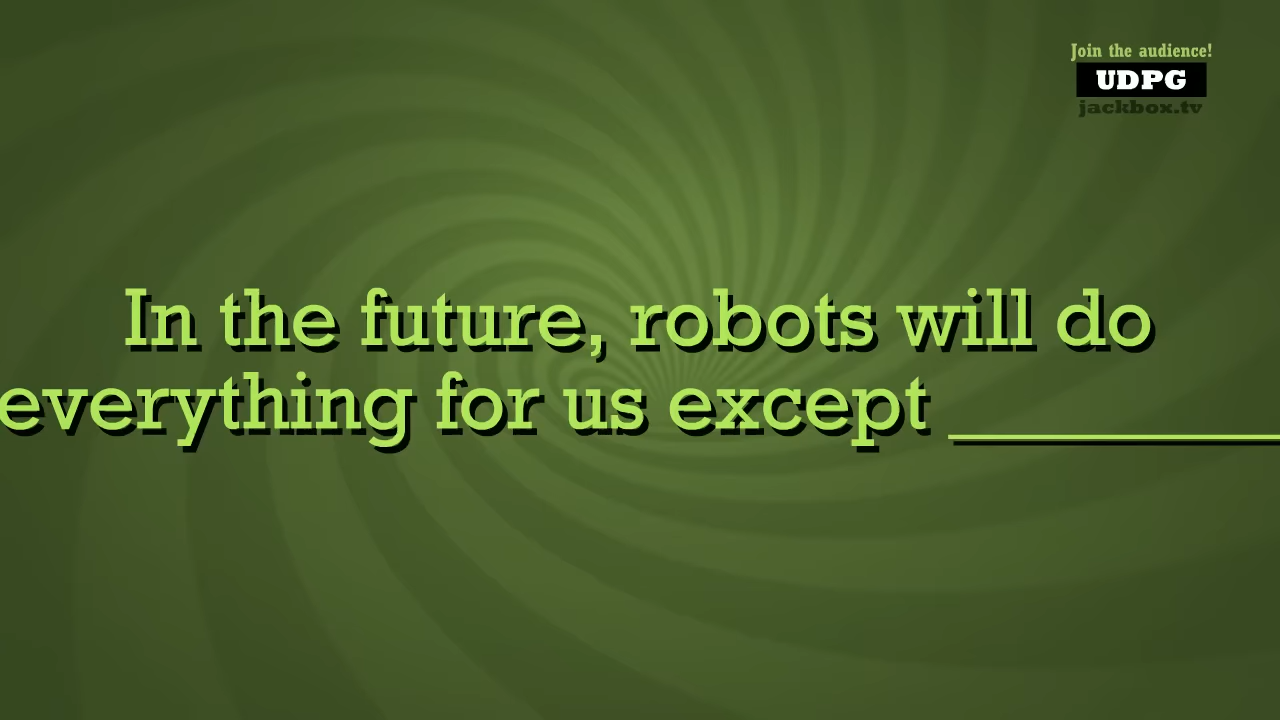 Join the audience!
UDPG
jackbox.tv
In the future, robots will do
everything for us except ________